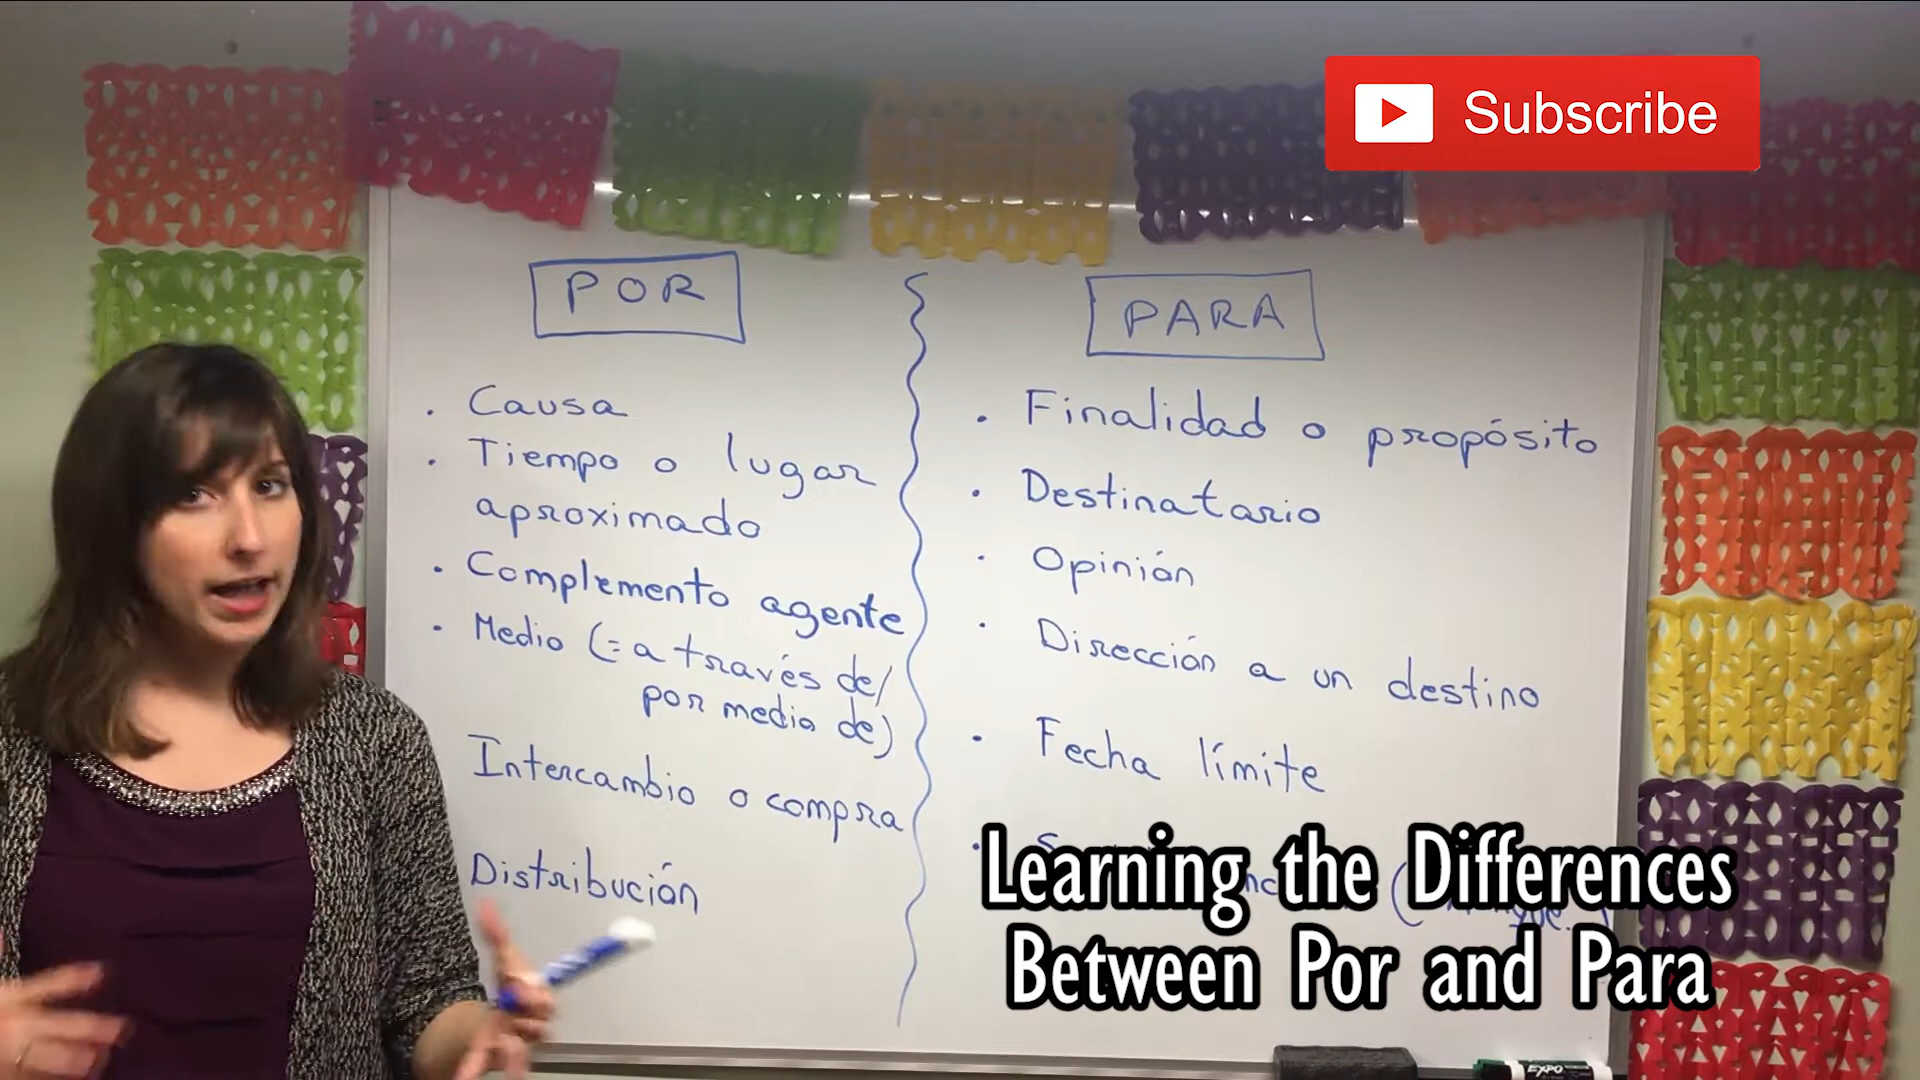 Subscribe
POR
. Causa
. Tiempo o lugar
aproximado
. Complemento agente
. Medio (= a través de/
por medio de)
Intercambio o compra
Distribución
PARA
. Finalidad o propósito
. Destinatario
. Opinión
. Dirección a un destino
. Fecha límite
Learning the Differences
Between Por and Para
EXPO